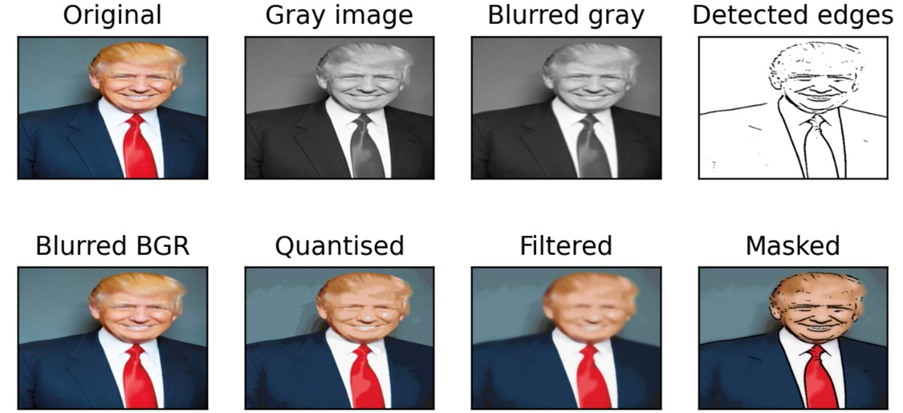 Original
Gray image
Blurred gray
Detected edges
Blurred BGR
Quantised
Filtered
Masked